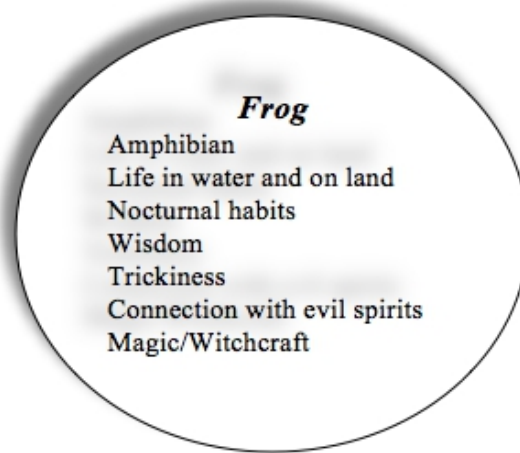 Frog
Amphibian
Life in water and on land
Nocturnal habits
Wisdom
Trickiness
Connection with evil spirits
Magic/Witchcraft